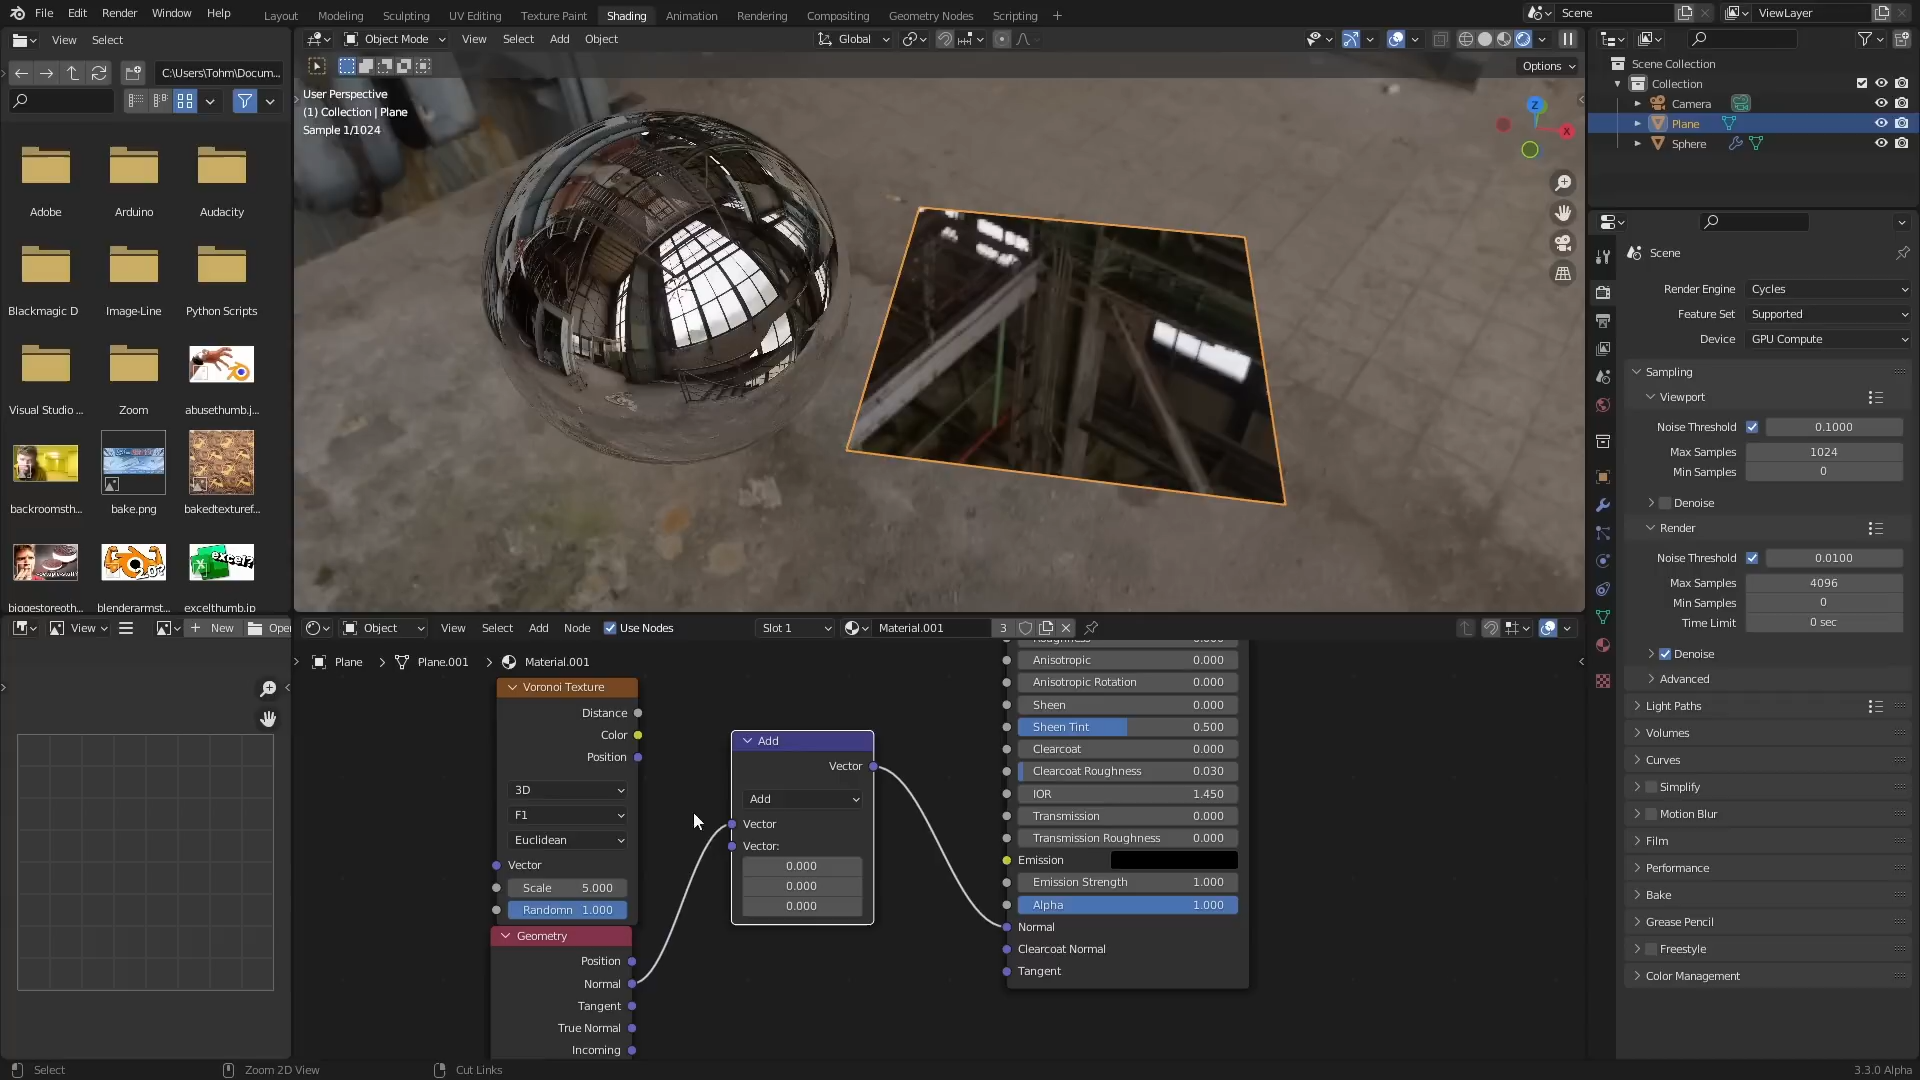 File Edit Render Window Help
Layout Modeling Sculpting UV Editing Texture Paint Shading Animation Rendering Compositing Geometry Nodes Scripting +
Scene
ViewLayer
View Select
Object Mode View Select Add Object
Global
Options
C:\Users\Tohm\Docum...
User Perspective
(1) Collection | Plane
Sample 1/1024
Z
X
Adobe Arduino Audacity
Blackmagic D Image-Line Python Scripts
Visual Studio ... Zoom abusethumb.j...
backroomsth... bake.png bakedtexturef...
excel?
biggestoreoth... blenderarmst... excelthumb.jp
Scene Collection
Collection
Camera
Plane
Sphere
Scene
Render Engine Cycles
Feature Set Supported
Device GPU Compute
Sampling
Viewport
Noise Threshold 0.1000
Max Samples 1024
Min Samples 0
Denoise
Render
Noise Threshold 0.0100
Max Samples 4096
Min Samples 0
Time Limit 0 sec
Denoise
Advanced
Light Paths
Volumes
Curves
Simplify
Motion Blur
Film
Performance
Bake
Grease Pencil
Freestyle
Color Management
View + New Open
Object View Select Add Node Use Nodes Slot 1 Material.001 3
Plane > Plane.001 > Material.001
Voronoi Texture
Distance
Color
Position
3D
F1
Euclidean
Vector
Scale 5.000
Randomn 1.000
Geometry
Position
Normal
Tangent
True Normal
Incoming
Add
Vector
Add
Vector
Vector:
0.000
0.000
0.000
Roughness 0.000
Anisotropic 0.000
Anisotropic Rotation 0.000
Sheen 0.000
Sheen Tint 0.500
Clearcoat 0.000
Clearcoat Roughness 0.030
IOR 1.450
Transmission 0.000
Transmission Roughness 0.000
Emission
Emission Strength 1.000
Alpha 1.000
Normal
Clearcoat Normal
Tangent
Select Zoom 2D View Cut Links
3.3.0 Alpha